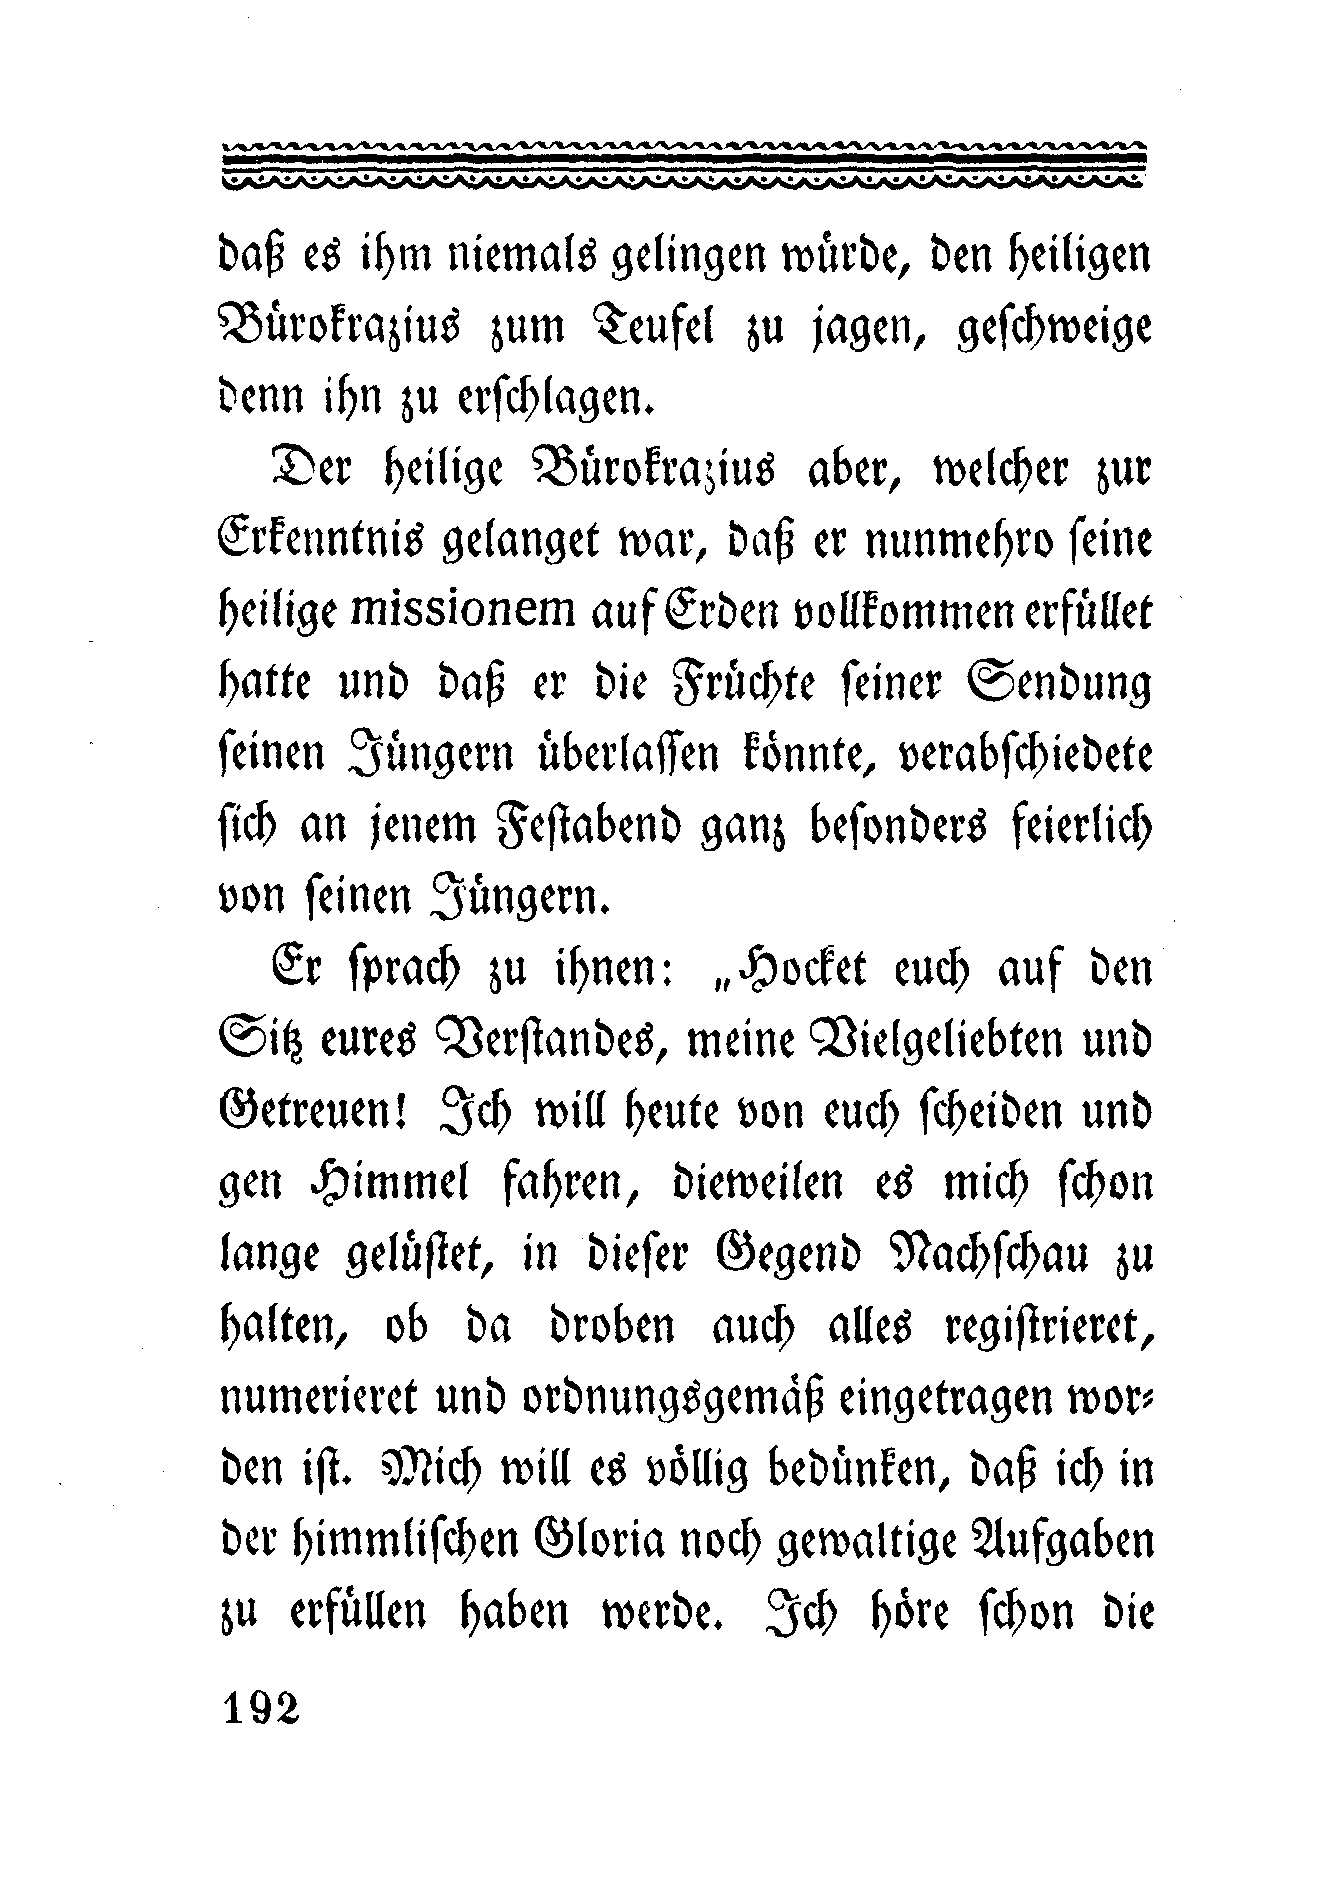 daß es ihm niemals gelingen würde, den heiligen
Bürokrazius zum Teufel zu jagen, geſchweige
denn ihn zu erſchlagen.
Der heilige Bürokrazius aber, welcher zur
Erkenntnis gelanget war, daß er nunmehro ſeine
heilige missionem auf Erden vollkommen erfüllet
hatte und daß er die Früchte ſeiner Sendung
ſeinen Jüngern überlaſſen könnte, verabſchiedete
ſich an jenem Feſtabend ganz beſonders feierlich
von ſeinen Jüngern.
Er ſprach zu ihnen: „Hocket euch auf den
Sitz eures Verſtandes, meine Vielgeliebten und
Getreuen! Ich will heute von euch ſcheiden und
gen Himmel fahren, dieweilen es mich ſchon
lange gelüſtet, in dieſer Gegend Nachſchau zu
halten, ob da droben auch alles regiſtrieret,
numerieret und ordnungsgemäß eingetragen wor⸗
den iſt. Mich will es völlig bedünken, daß ich in
der himmliſchen Gloria noch gewaltige Aufgaben
zu erfüllen haben werde. Ich höre ſchon die
192